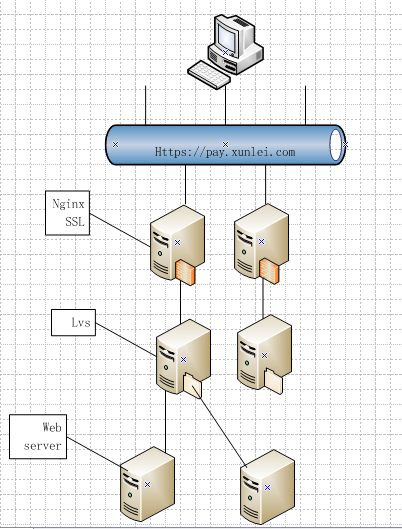 Https://pay.xunlei.com
Nginx
SSL
Lvs
Web
server